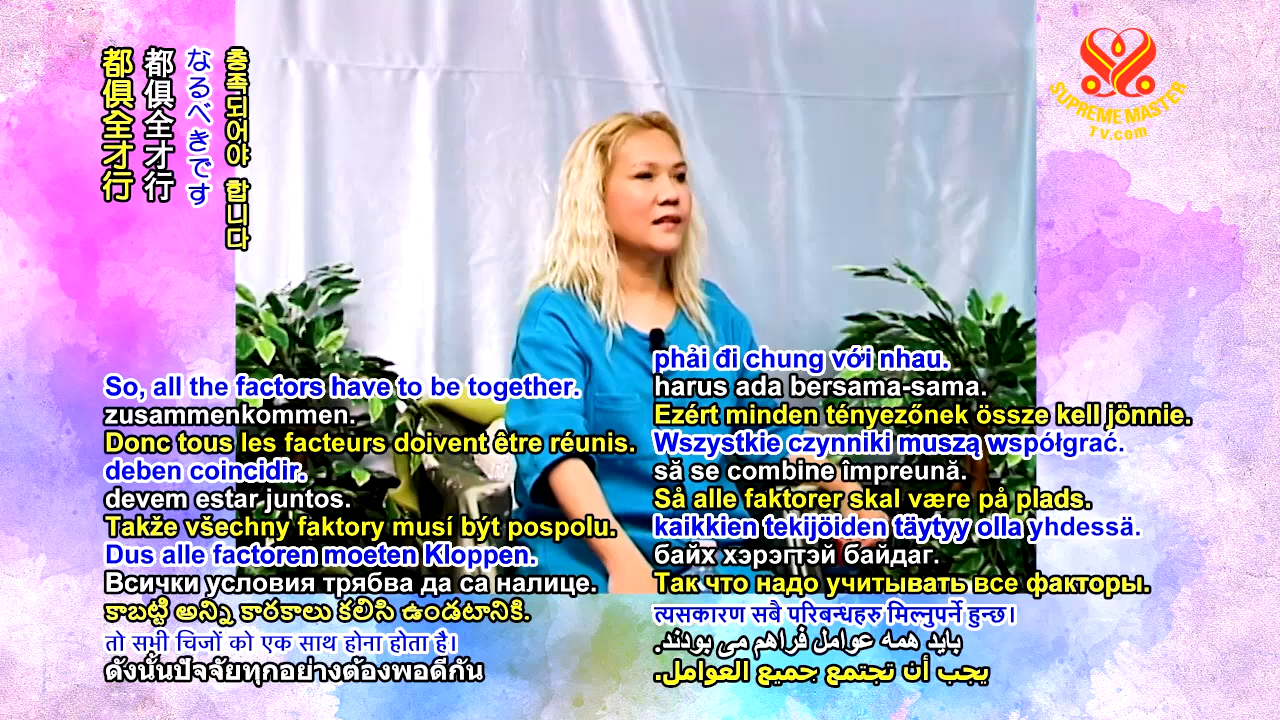 都俱全才行
都俱全才行
なるべきです
충족되어야 합니다
SUPREME MASTER
TV.com
So, all the factors have to be together.
zusammenkommen.
Donc tous les facteurs doivent être réunis.
deben coincidir.
devem estar juntos.
Takže všechny faktory musí být pospolu.
Dus alle factoren moeten Kloppen.
Всички условия трябва да са налице.
కాబట్టి అన్ని కారకాలు కలిసి ఉండటానికి.
तो सभी चिजों को एक साथ होना होता है।
ดังนั้นปัจจัยทุกอย่างต้องพอดีกัน
phải đi chung với nhau.
harus ada bersama-sama.
Ezért minden tényezőnek össze kell jönnie.
Wszystkie czynniki muszą współgrać.
să se combine împreună.
Så alle faktorer skal være på plads.
kaikkien tekijöiden täytyy olla yhdessä.
байх хэрэгтэй байдаг.
Так что надо учитывать все факторы.
त्यसकारण सबै परिबन्धहरु मिल्नुपर्ने हुन्छ।
باید همه عوامل فراهم می بودند.
يجب أن تجتمع جميع العوامل.